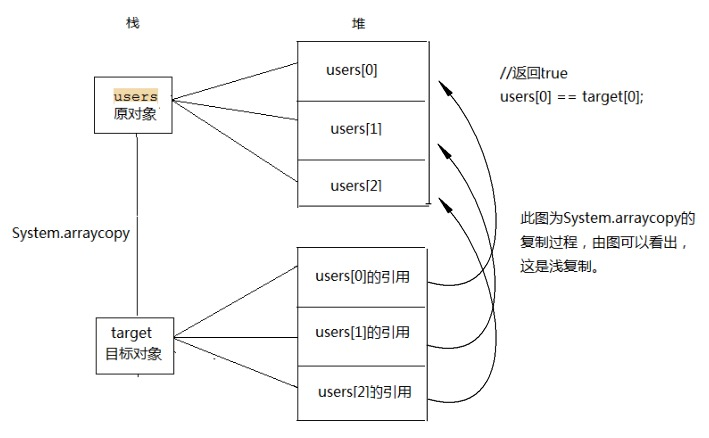 栈
堆
users
原对象
users[0]
users[1]
users[2]
//返回true
users[0] == target[0];
System.arraycopy
此图为System.arraycopy的
复制过程，由图可以看出，
这是浅复制。
target
目标对象
users[0]的引用
users[1]的引用
users[2]的引用